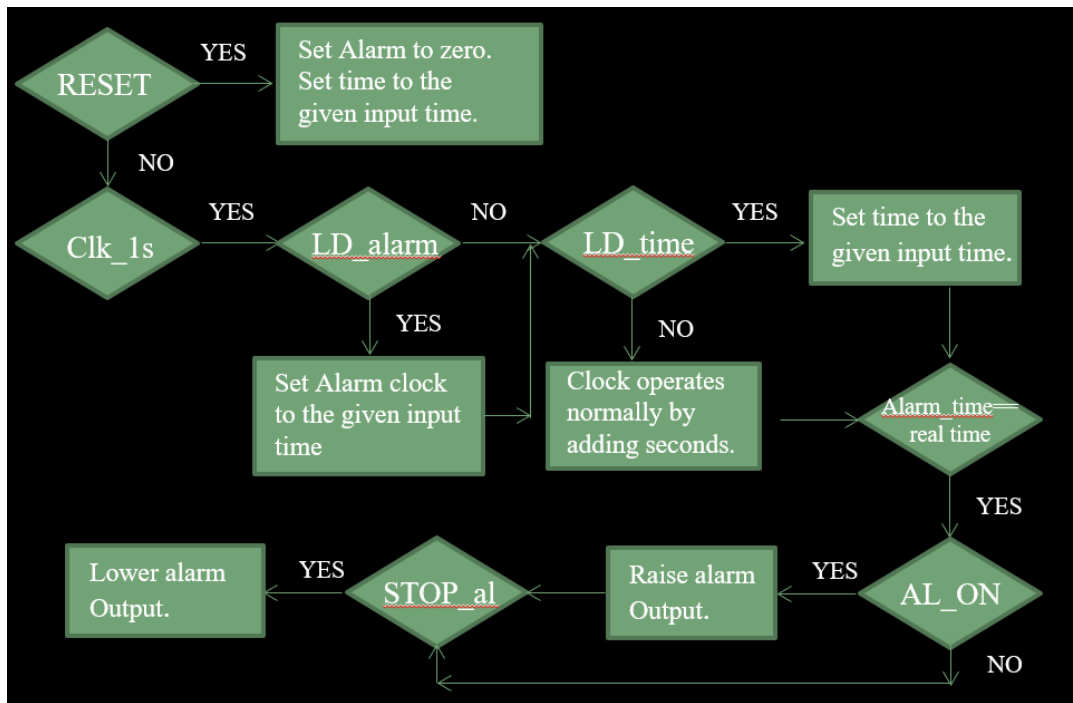 RESET
YES
Set Alarm to zero.
Set time to the
given input time.
NO
Clk_1s
YES
LD_alarm
NO
LD_time
YES
Set time to the
given input time.
YES
NO
Set Alarm clock
to the given input
time
Clock operates
normally by
adding seconds.
Alarm_time==
real time
YES
Lower alarm
Output.
YES
STOP_al
Raise alarm
Output.
YES
AL_ON
NO